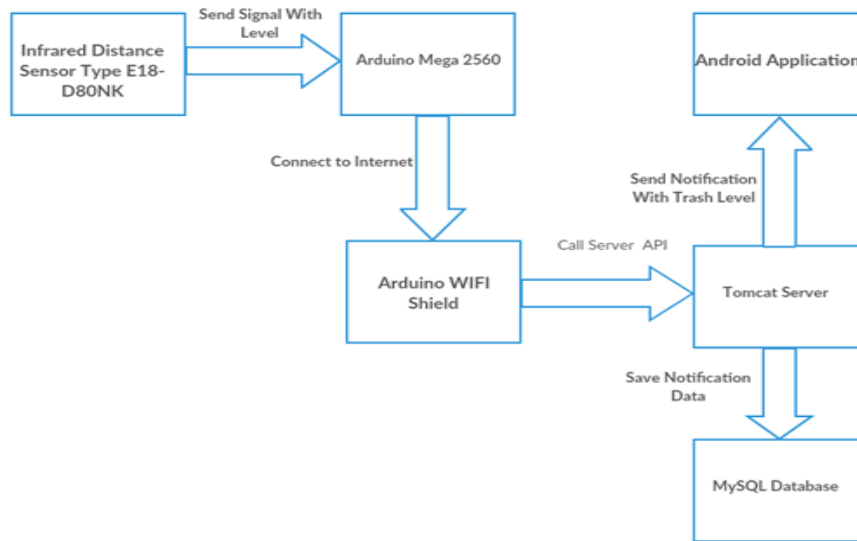 Send Signal With
Level
Infrared Distance
Sensor Type E18-
D80NK
Arduino Mega 2560
Android Application
Connect to Internet
Send Notification
With Trash Level
Arduino WIFI
Shield
Call Server API
Tomcat Server
Save Notification
Data
MySQL Database